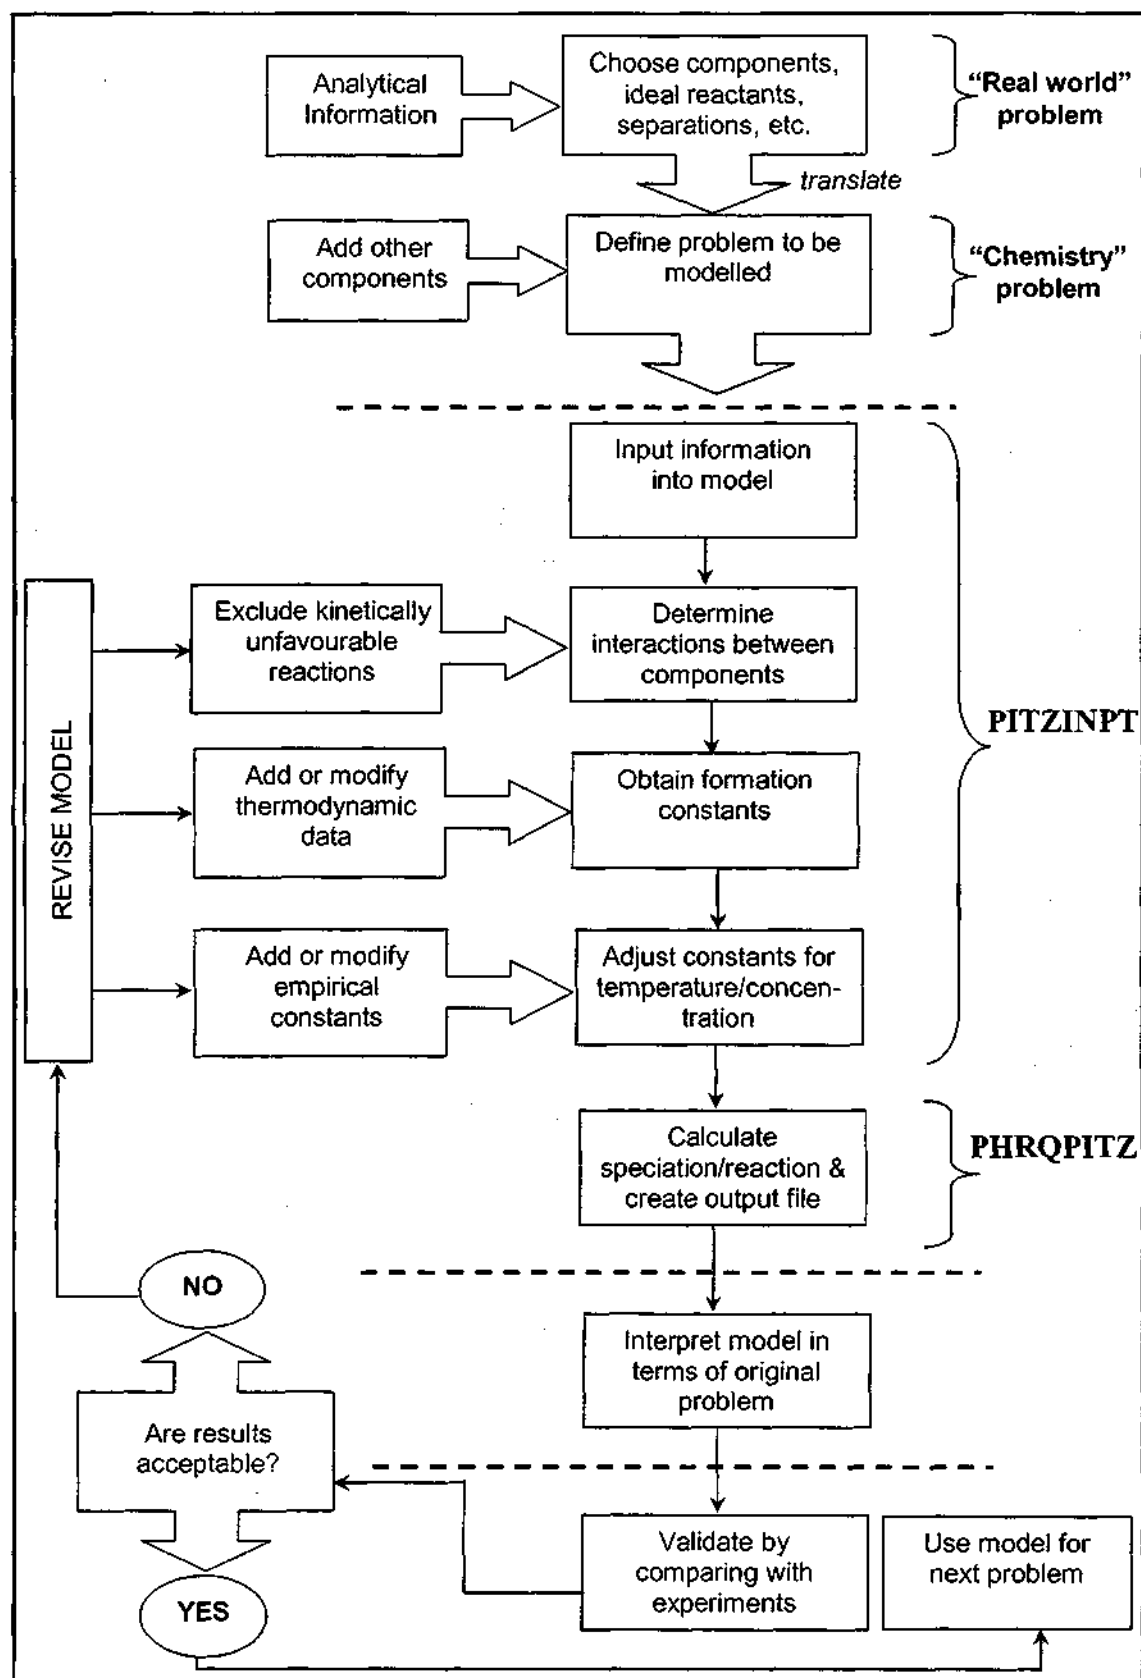 Analytical
Information
Choose components,
ideal reactants,
separations, etc.
“Real world”
problem
translate
Add other
components
Define problem to be
modelled
“Chemistry”
problem
Input information
into model
Exclude kinetically
unfavourable
reactions
Determine
interactions between
components
PITZINPT
REVISE MODEL
Add or modify
thermodynamic
data
Obtain formation
constants
Add or modify
empirical
constants
Adjust constants for
temperature/concen-
tration
Calculate
speciation/reaction &
create output file
PHRQPITZ
NO
Interpret model in
terms of original
problem
Are results
acceptable?
Validate by
comparing with
experiments
Use model for
next problem
YES